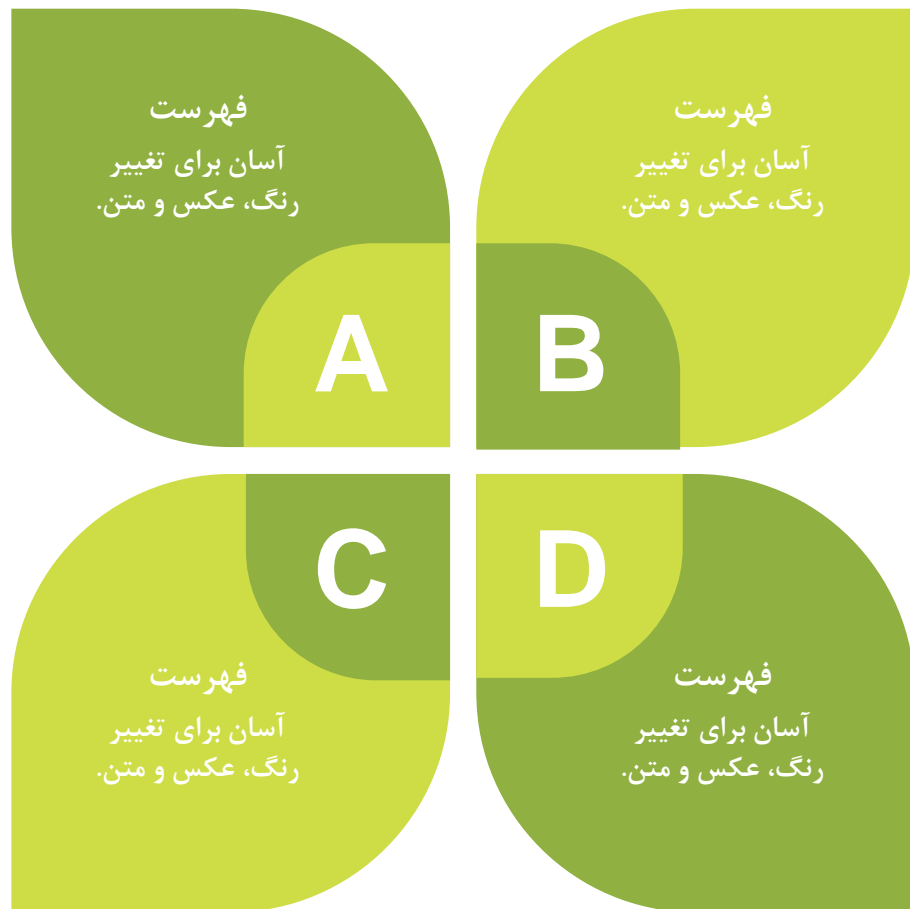 فهرست
آسان برای تغییر
رنگ، عکس و متن.
A
فهرست
آسان برای تغییر
رنگ، عکس و متن.
B
C
فهرست
آسان برای تغییر
رنگ، عکس و متن.
D
فهرست
آسان برای تغییر
رنگ، عکس و متن.